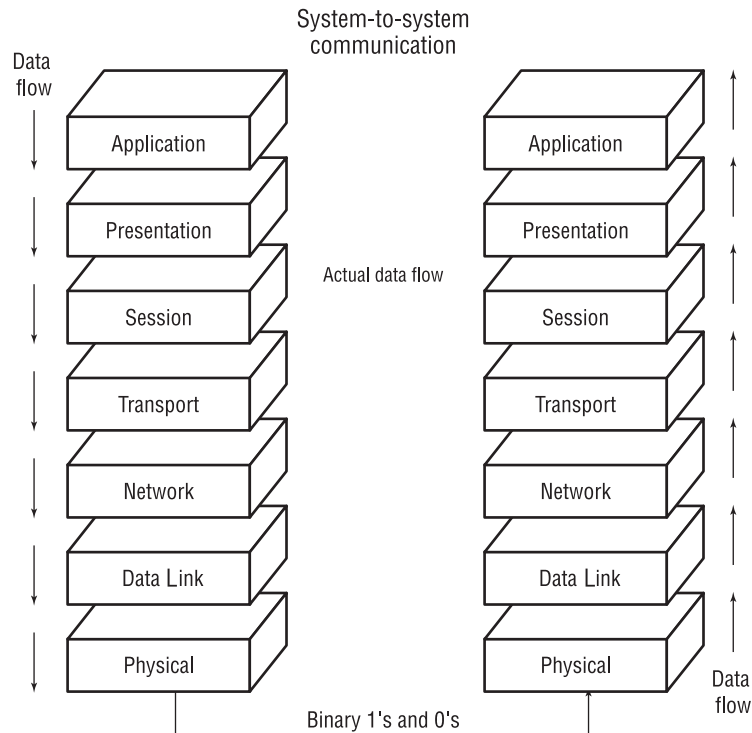 System-to-system
communication
Data
flow
Application
Presentation
Session
Transport
Network
Data Link
Physical
Actual data flow
Binary 1's and 0's
Application
Presentation
Session
Transport
Network
Data Link
Physical
Data
flow